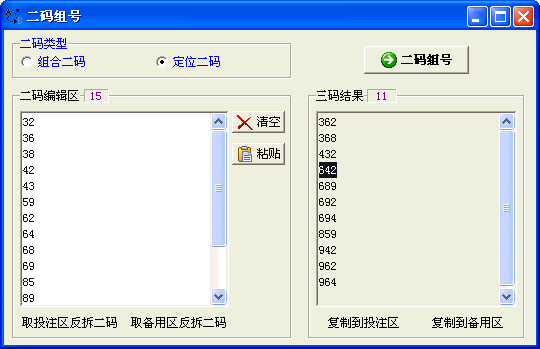 二码组号
二码类型
组合二码
定位二码
二码组号
二码编辑区 15
32
36
38
42
43
59
62
64
68
69
85
89
清空
粘贴
取投注区反拆二码
取备用区反拆二码
三码结果 11
362
368
432
642
689
692
694
859
942
962
964
复制到投注区
复制到备用区